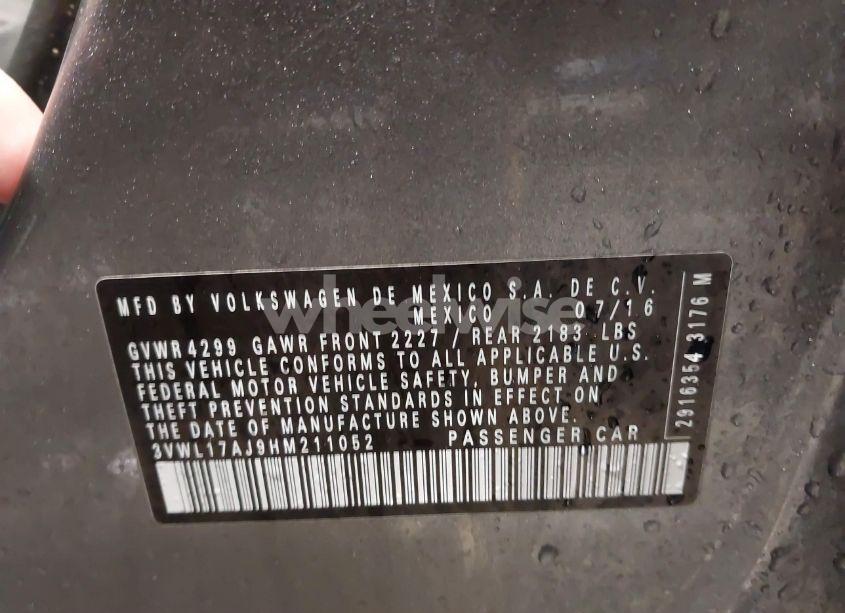 MFD BY VOLKSWAGEN DE MEXICO S.A. DE C.V.
MEXICO 07/16
GVWR4299 GAWR FRONT 2227 / REAR 2183 LBS
THIS VEHICLE CONFORMS TO ALL APPLICABLE U.S.
FEDERAL MOTOR VEHICLE SAFETY, BUMPER AND
THEFT PREVENTION STANDARDS IN EFFECT ON
THE DATE OF MANUFACTURE SHOWN ABOVE.
3VWL17AJ9HM211052 PASSENGER CAR
2916354 3176 M
wheelwise